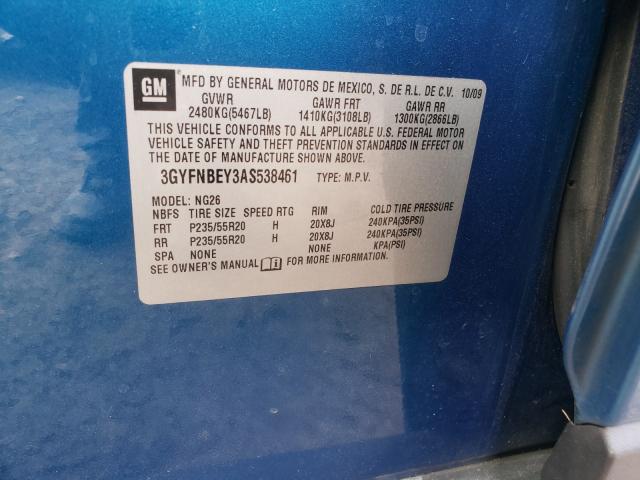 GM
MFD BY GENERAL MOTORS DE MEXICO, S. DE R.L. DE C.V. 10/09
GVWR GAWR FRT GAWR RR
2480KG(5467LB) 1410KG(3108LB) 1300KG(2866LB)
THIS VEHICLE CONFORMS TO ALL APPLICABLE U.S. FEDERAL MOTOR
VEHICLE SAFETY AND THEFT PREVENTION STANDARDS IN EFFECT ON
THE DATE OF MANUFACTURE SHOWN ABOVE.
3GYFNBEY3AS538461 TYPE: M.P.V.
MODEL: NG26
NBFS TIRE SIZE SPEED RTG RIM COLD TIRE PRESSURE
FRT P235/55R20 H 20X8J 240KPA(35PSI)
RR P235/55R20 H 20X8J 240KPA(35PSI)
SPA NONE NONE KPA(PSI)
SEE OWNER'S MANUAL FOR MORE INFORMATION.